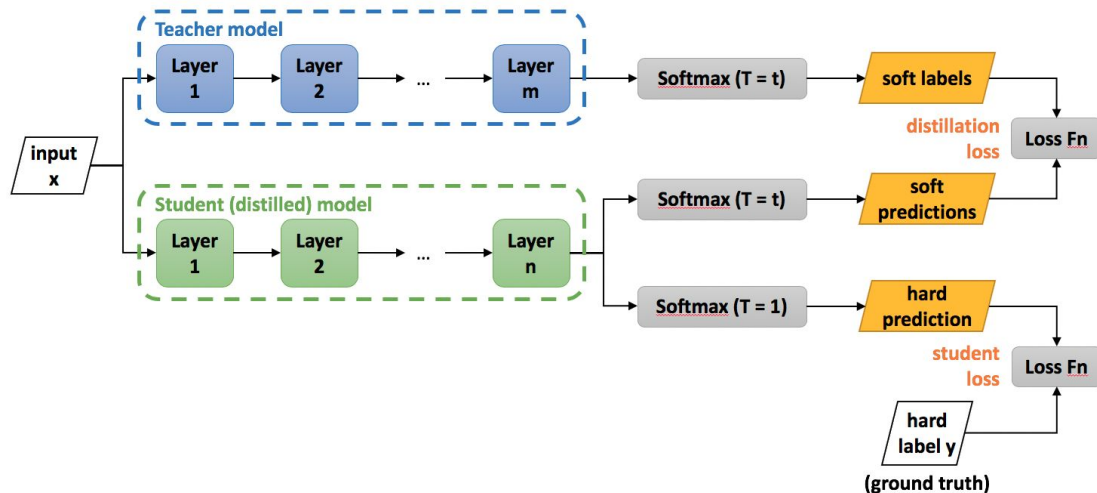 Teacher model
Layer
1
Layer
2
...
Layer
m
Softmax (T = t)
soft labels
input
x
distillation
loss
Loss Fn
Student (distilled) model
Layer
1
Layer
2
...
Layer
n
Softmax (T = t)
soft
predictions
Softmax (T = 1)
hard
prediction
student
loss
Loss Fn
hard
label y
(ground truth)